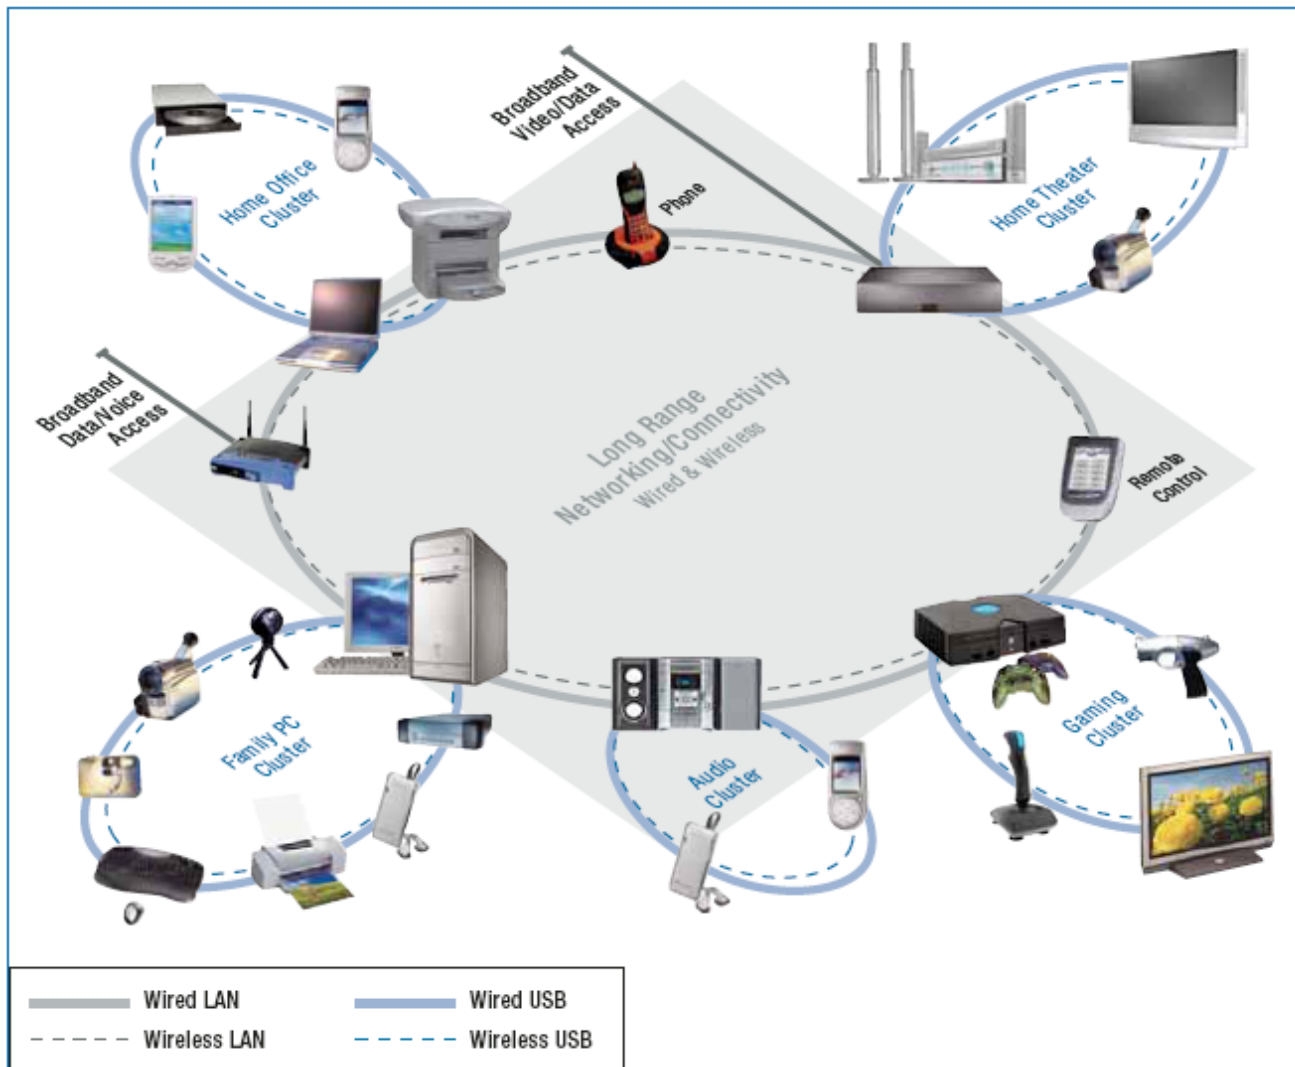 Broadband
Video/Data
Access
Phone
Home Office
Cluster
Home Theater
Cluster
Broadband
Data/Voice
Access
Long Range
Networking/Connectivity
Wired & Wireless
Remote
Control
Family PC
Cluster
Audio
Cluster
Gaming
Cluster
Wired LAN
Wired USB
Wireless LAN
Wireless USB